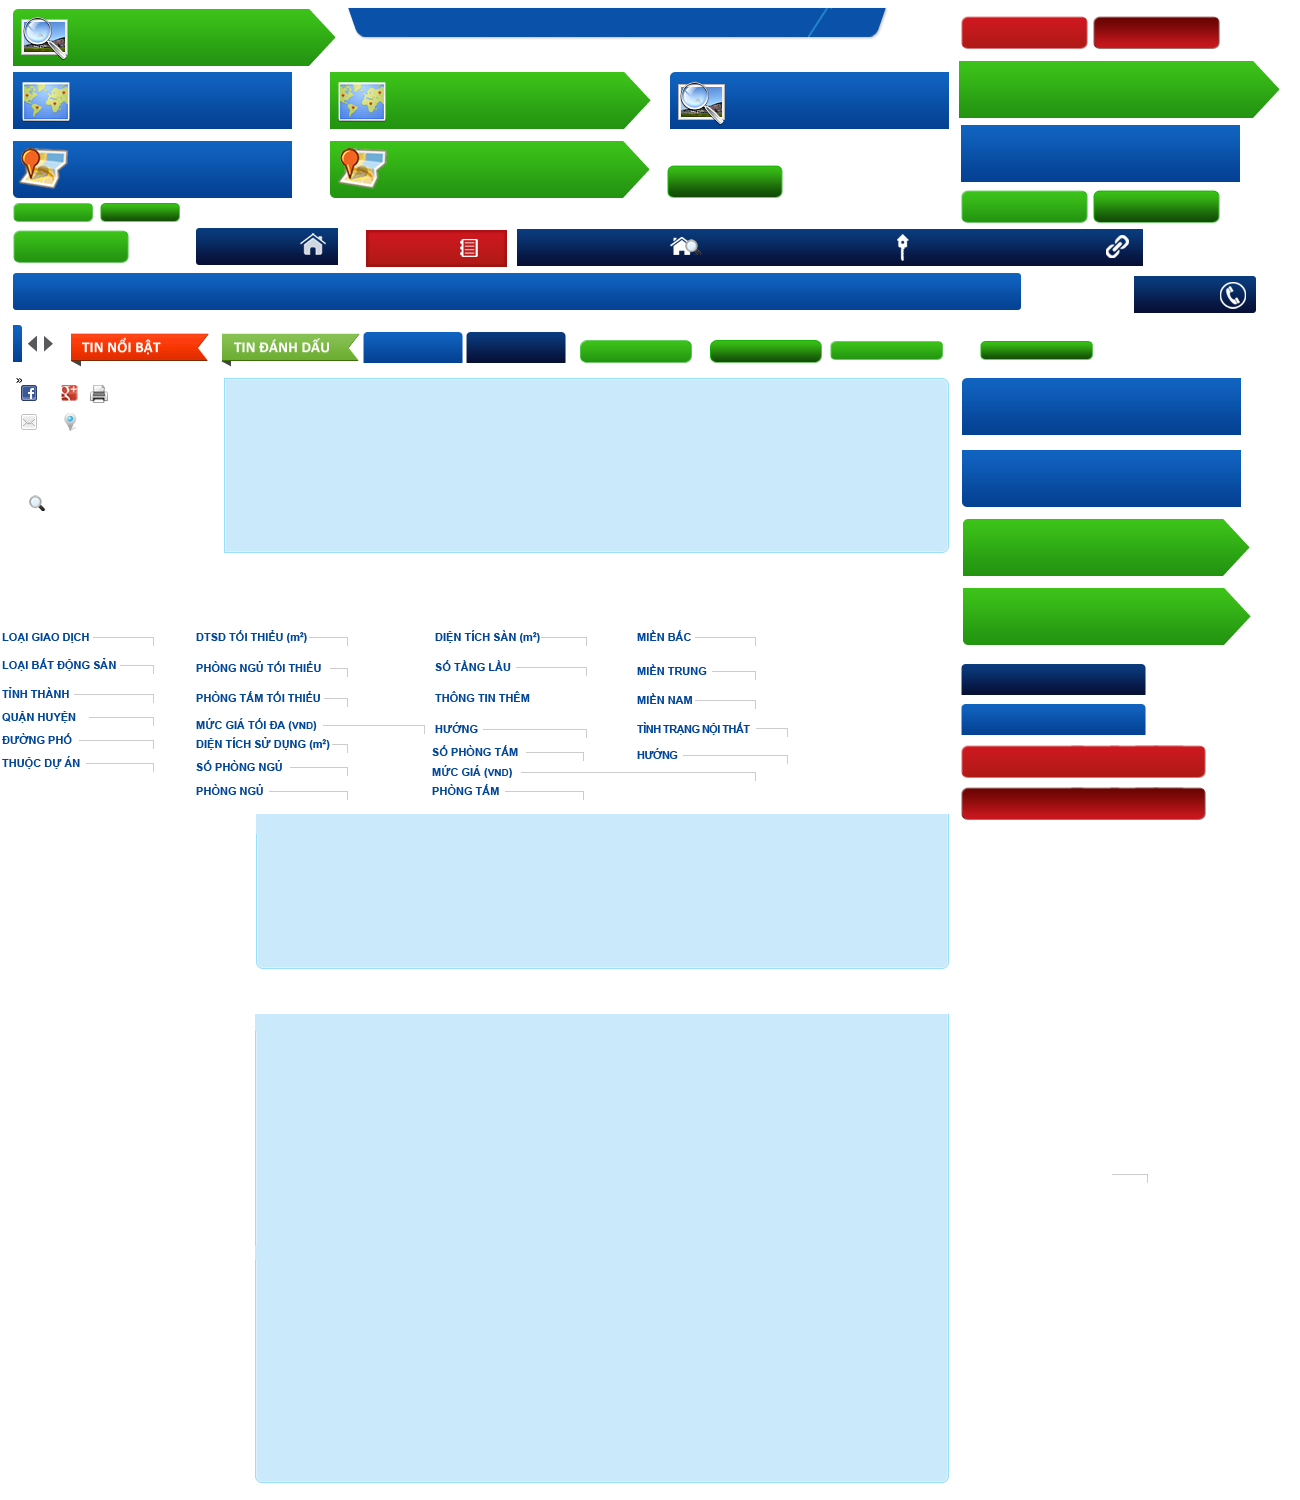 TIN NỔI BẬT
TIN ĐÁNH DẤU
»
LOẠI GIAO DỊCH
LOẠI BẤT ĐỘNG SẢN
TỈNH THÀNH
QUẬN HUYỆN
ĐƯỜNG PHỐ
THUỘC DỰ ÁN
DTSD TỐI THIỂU (m²)
PHÒNG NGỦ TỐI THIỂU
PHÒNG TẮM TỐI THIỂU
MỨC GIÁ TỐI ĐA (VND)
DIỆN TÍCH SỬ DỤNG (m²)
SỐ PHÒNG NGỦ
PHÒNG NGỦ
DIỆN TÍCH SÀN (m²)
SỐ TẦNG LẦU
THÔNG TIN THÊM
HƯỚNG
SỐ PHÒNG TẮM
MỨC GIÁ (VND)
PHÒNG TẮM
MIỀN BẮC
MIỀN TRUNG
MIỀN NAM
TÌNH TRẠNG NỘI THẤT
HƯỚNG